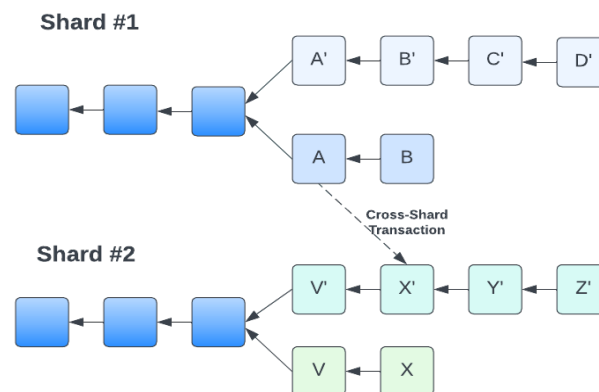 Shard #1
A'
B'
C'
D'
A
B
Cross-Shard
Transaction
Shard #2
V'
X'
Y'
Z'
V
X